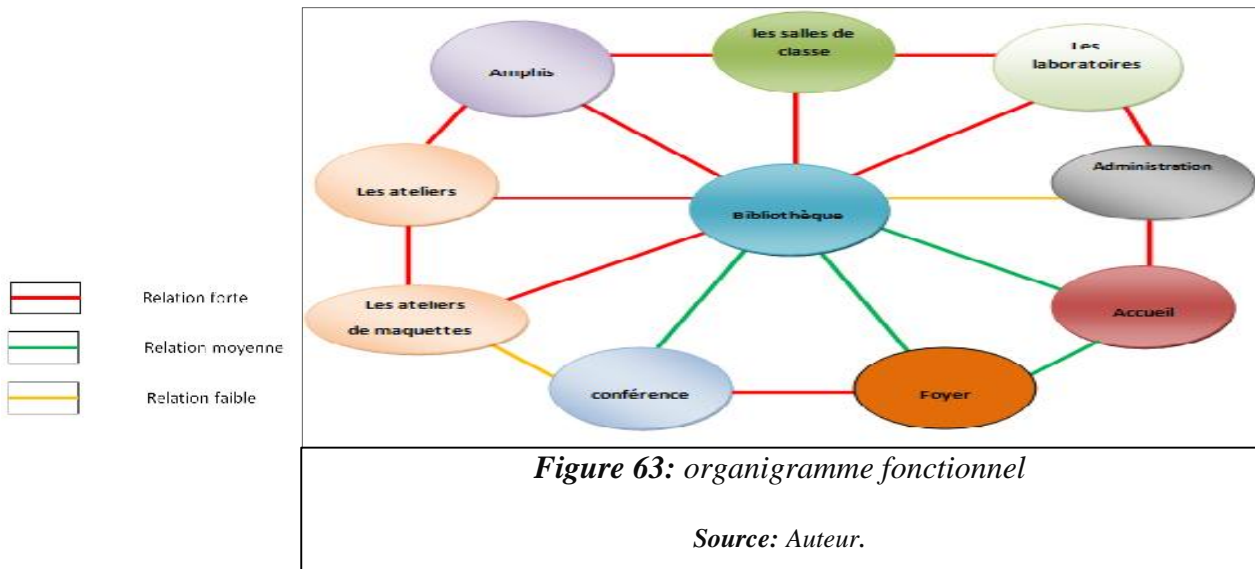 les salles de
classe
Les
laboratoires
Amphis
Administration
Les ateliers
Bibliothèque
Les ateliers
de maquettes
Accueil
conférence
Foyer
Relation forte
Relation moyenne
Relation faible
Figure 63: organigramme fonctionnel
Source: Auteur.